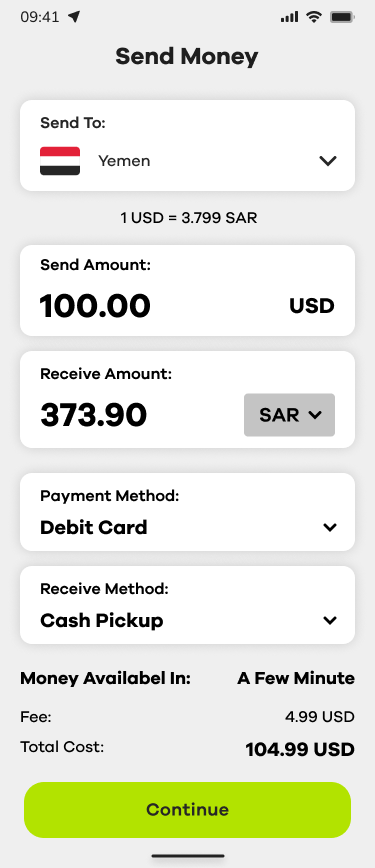 09:41
Send Money
Send To:
Yemen
1 USD = 3.799 SAR
Send Amount:
100.00 USD
Receive Amount:
373.90 SAR
Payment Method:
Debit Card
Receive Method:
Cash Pickup
Money Availabel In: A Few Minute
Fee: 4.99 USD
Total Cost: 104.99 USD
Continue